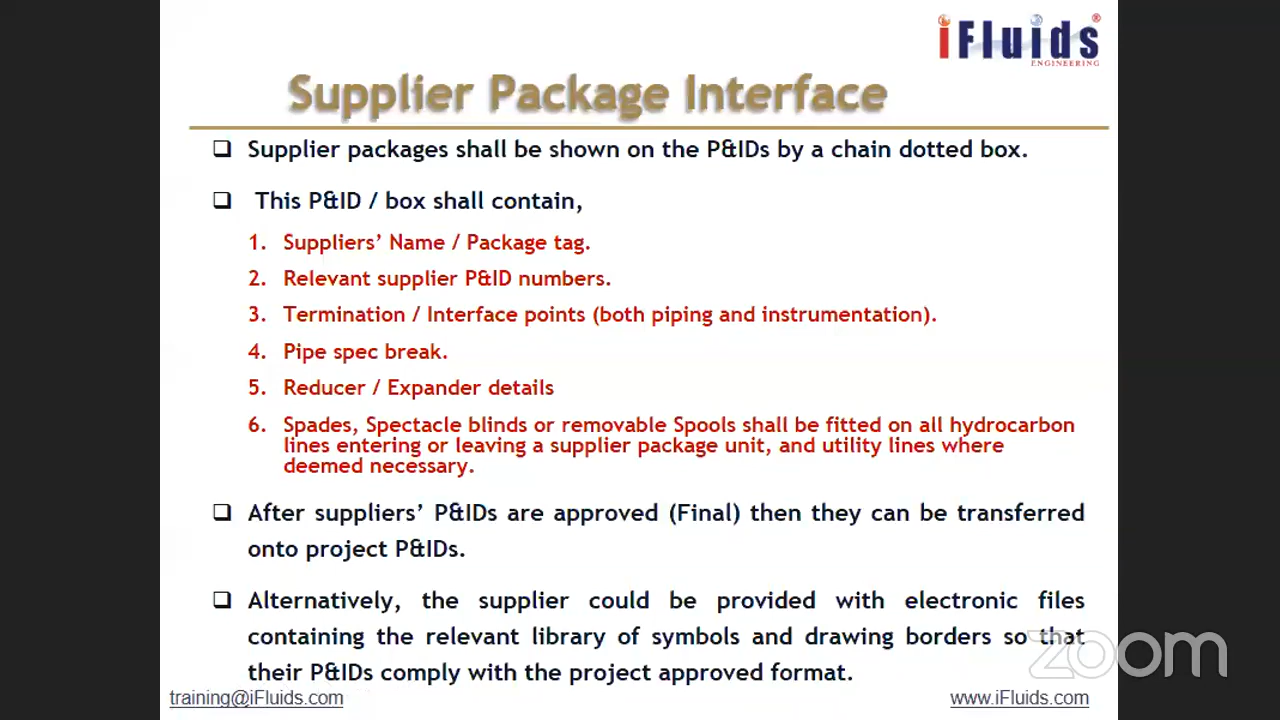 iFluids®
ENGINEERING
Supplier Package Interface
❑ Supplier packages shall be shown on the P&IDs by a chain dotted box.
❑ This P&ID / box shall contain,
1. Suppliers’ Name / Package tag.
2. Relevant supplier P&ID numbers.
3. Termination / Interface points (both piping and instrumentation).
4. Pipe spec break.
5. Reducer / Expander details
6. Spades, Spectacle blinds or removable Spools shall be fitted on all hydrocarbon
lines entering or leaving a supplier package unit, and utility lines where
deemed necessary.
❑ After suppliers’ P&IDs are approved (Final) then they can be transferred
onto project P&IDs.
❑ Alternatively, the supplier could be provided with electronic files
containing the relevant library of symbols and drawing borders so that
their P&IDs comply with the project approved format.
zoom
training@iFluids.com
www.iFluids.com